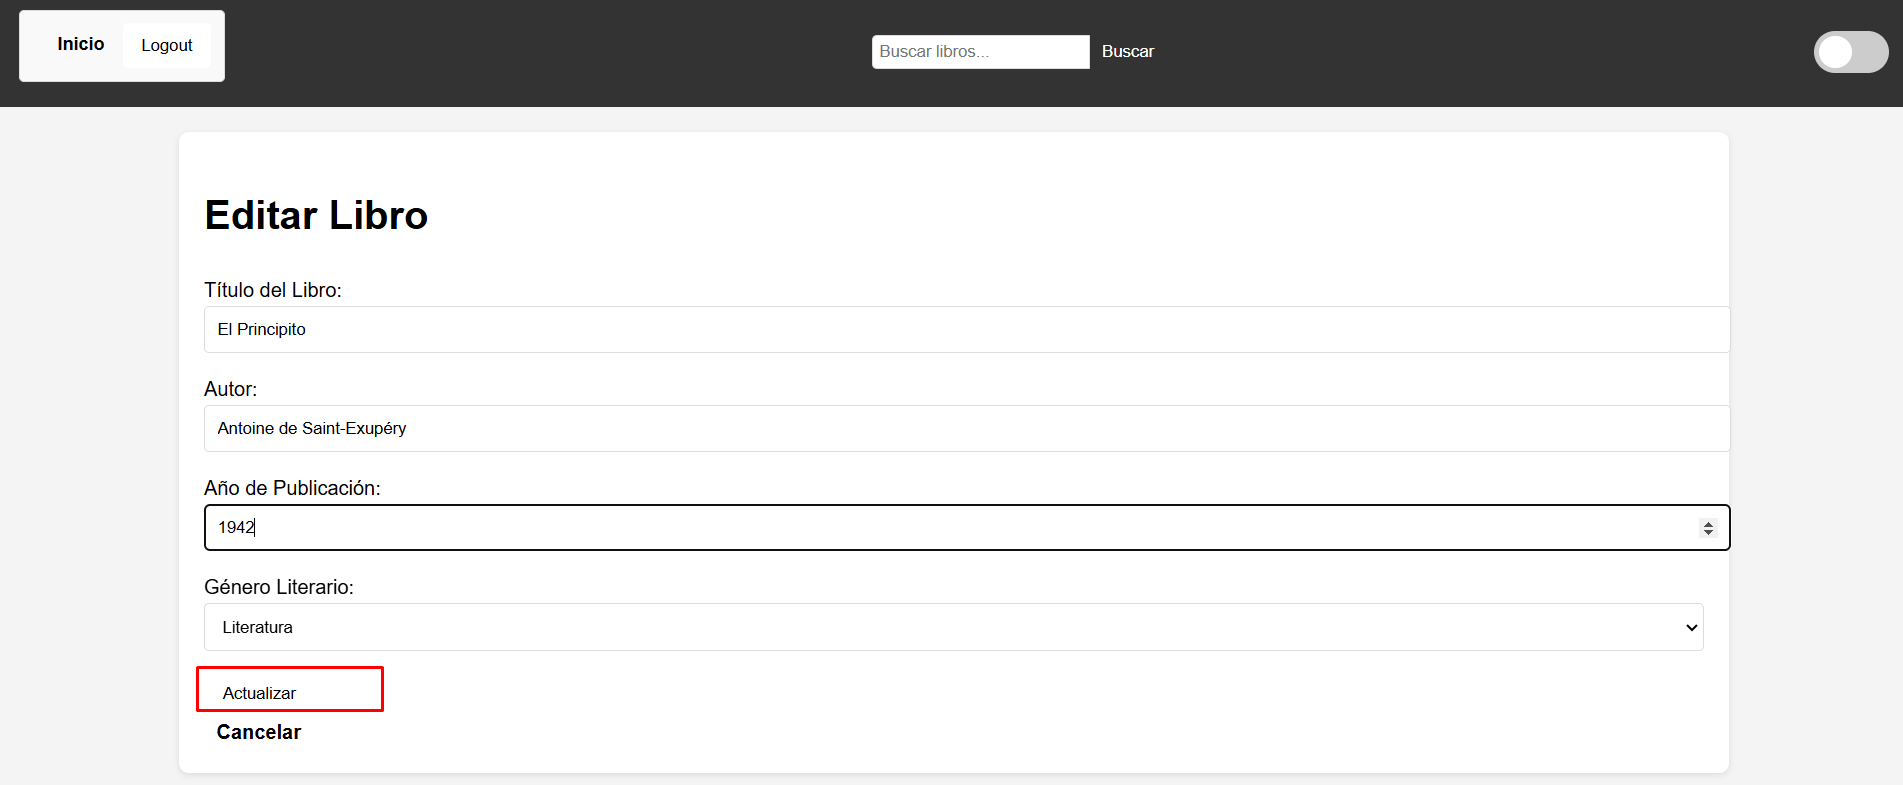 Inicio
Logout
Buscar libros...
Buscar
Editar Libro
Título del Libro:
El Principito
Autor:
Antoine de Saint-Exupéry
Año de Publicación:
1942
Género Literario:
Literatura
Actualizar
Cancelar